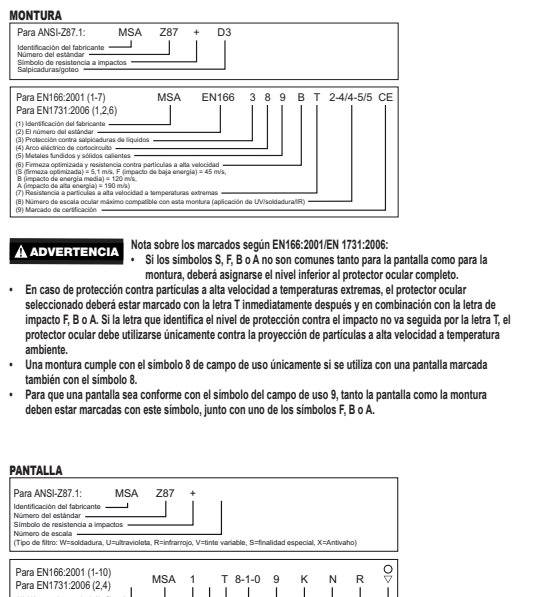 MONTURA
Para ANSI-Z87.1: MSA Z87 + D3
Identificación del fabricante
Número del estándar
Símbolo de resistencia a impactos
Salpicaduras/goteo
Para EN166:2001 (1-7) MSA EN166 3 8 9 B T 2-4/4-5/5 CE
Para EN1731:2006 (1,2,6)
(1) Identificación del fabricante
(2) El número del estándar
(3) Protección contra salpicaduras de líquidos
(4) Arco eléctrico de cortocircuito
(5) Metales fundidos y sólidos calientes
(6) Firmeza optimizada y resistencia contra partículas a alta velocidad
(S (firmeza optimizada) = 5,1 m/s, F (impacto de baja energía) = 45 m/s,
B (impacto de energía media) = 120 m/s,
A (impacto de alta energía) = 190 m/s)
(7) Resistencia a partículas a alta velocidad a temperaturas extremas
(8) Número de escala ocular máximo compatible con esta montura (aplicación de UV/soldadura/IR)
(9) Marcado de certificación
ADVERTENCIA
Nota sobre los marcados según EN166:2001/EN 1731:2006:
• Si los símbolos S, F, B o A no son comunes tanto para la pantalla como para la
montura, deberá asignarse el nivel inferior al protector ocular completo.
• En caso de protección contra partículas a alta velocidad a temperaturas extremas, el protector ocular
seleccionado deberá estar marcado con la letra T inmediatamente después y en combinación con la letra de
impacto F, B o A. Si la letra que identifica el nivel de protección contra el impacto no va seguida por la letra T, el
protector ocular debe utilizarse únicamente contra la proyección de partículas a alta velocidad a temperatura
ambiente.
• Una montura cumple con el símbolo 8 de campo de uso únicamente si se utiliza con una pantalla marcada
también con el símbolo 8.
• Para que una pantalla sea conforme con el símbolo del campo de uso 9, tanto la pantalla como la montura
deben estar marcadas con este símbolo, junto con uno de los símbolos F, B o A.
PANTALLA
Para ANSI-Z87.1: MSA Z87 +
Identificación del fabricante
Número del estándar
Símbolo de resistencia a impactos
Número de escala
(Tipo de filtro: W=soldadura, U=ultravioleta, R=infrarrojo, V=tinte variable, S=finalidad especial, X=Antivaho)
Para EN166:2001 (1-10) MSA 1 T 8-1-0 9 K N R
Para EN1731:2006 (2,4)